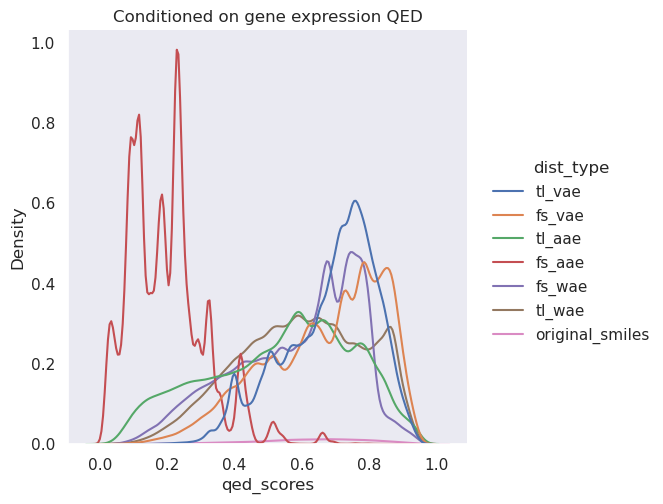 Conditioned on gene expression QED
1.0
0.8
0.6
0.4
0.2
0.0
Density
0.0 0.2 0.4 0.6 0.8 1.0
qed_scores
dist_type
tl_vae
fs_vae
tl_aae
fs_aae
fs_wae
tl_wae
original_smiles